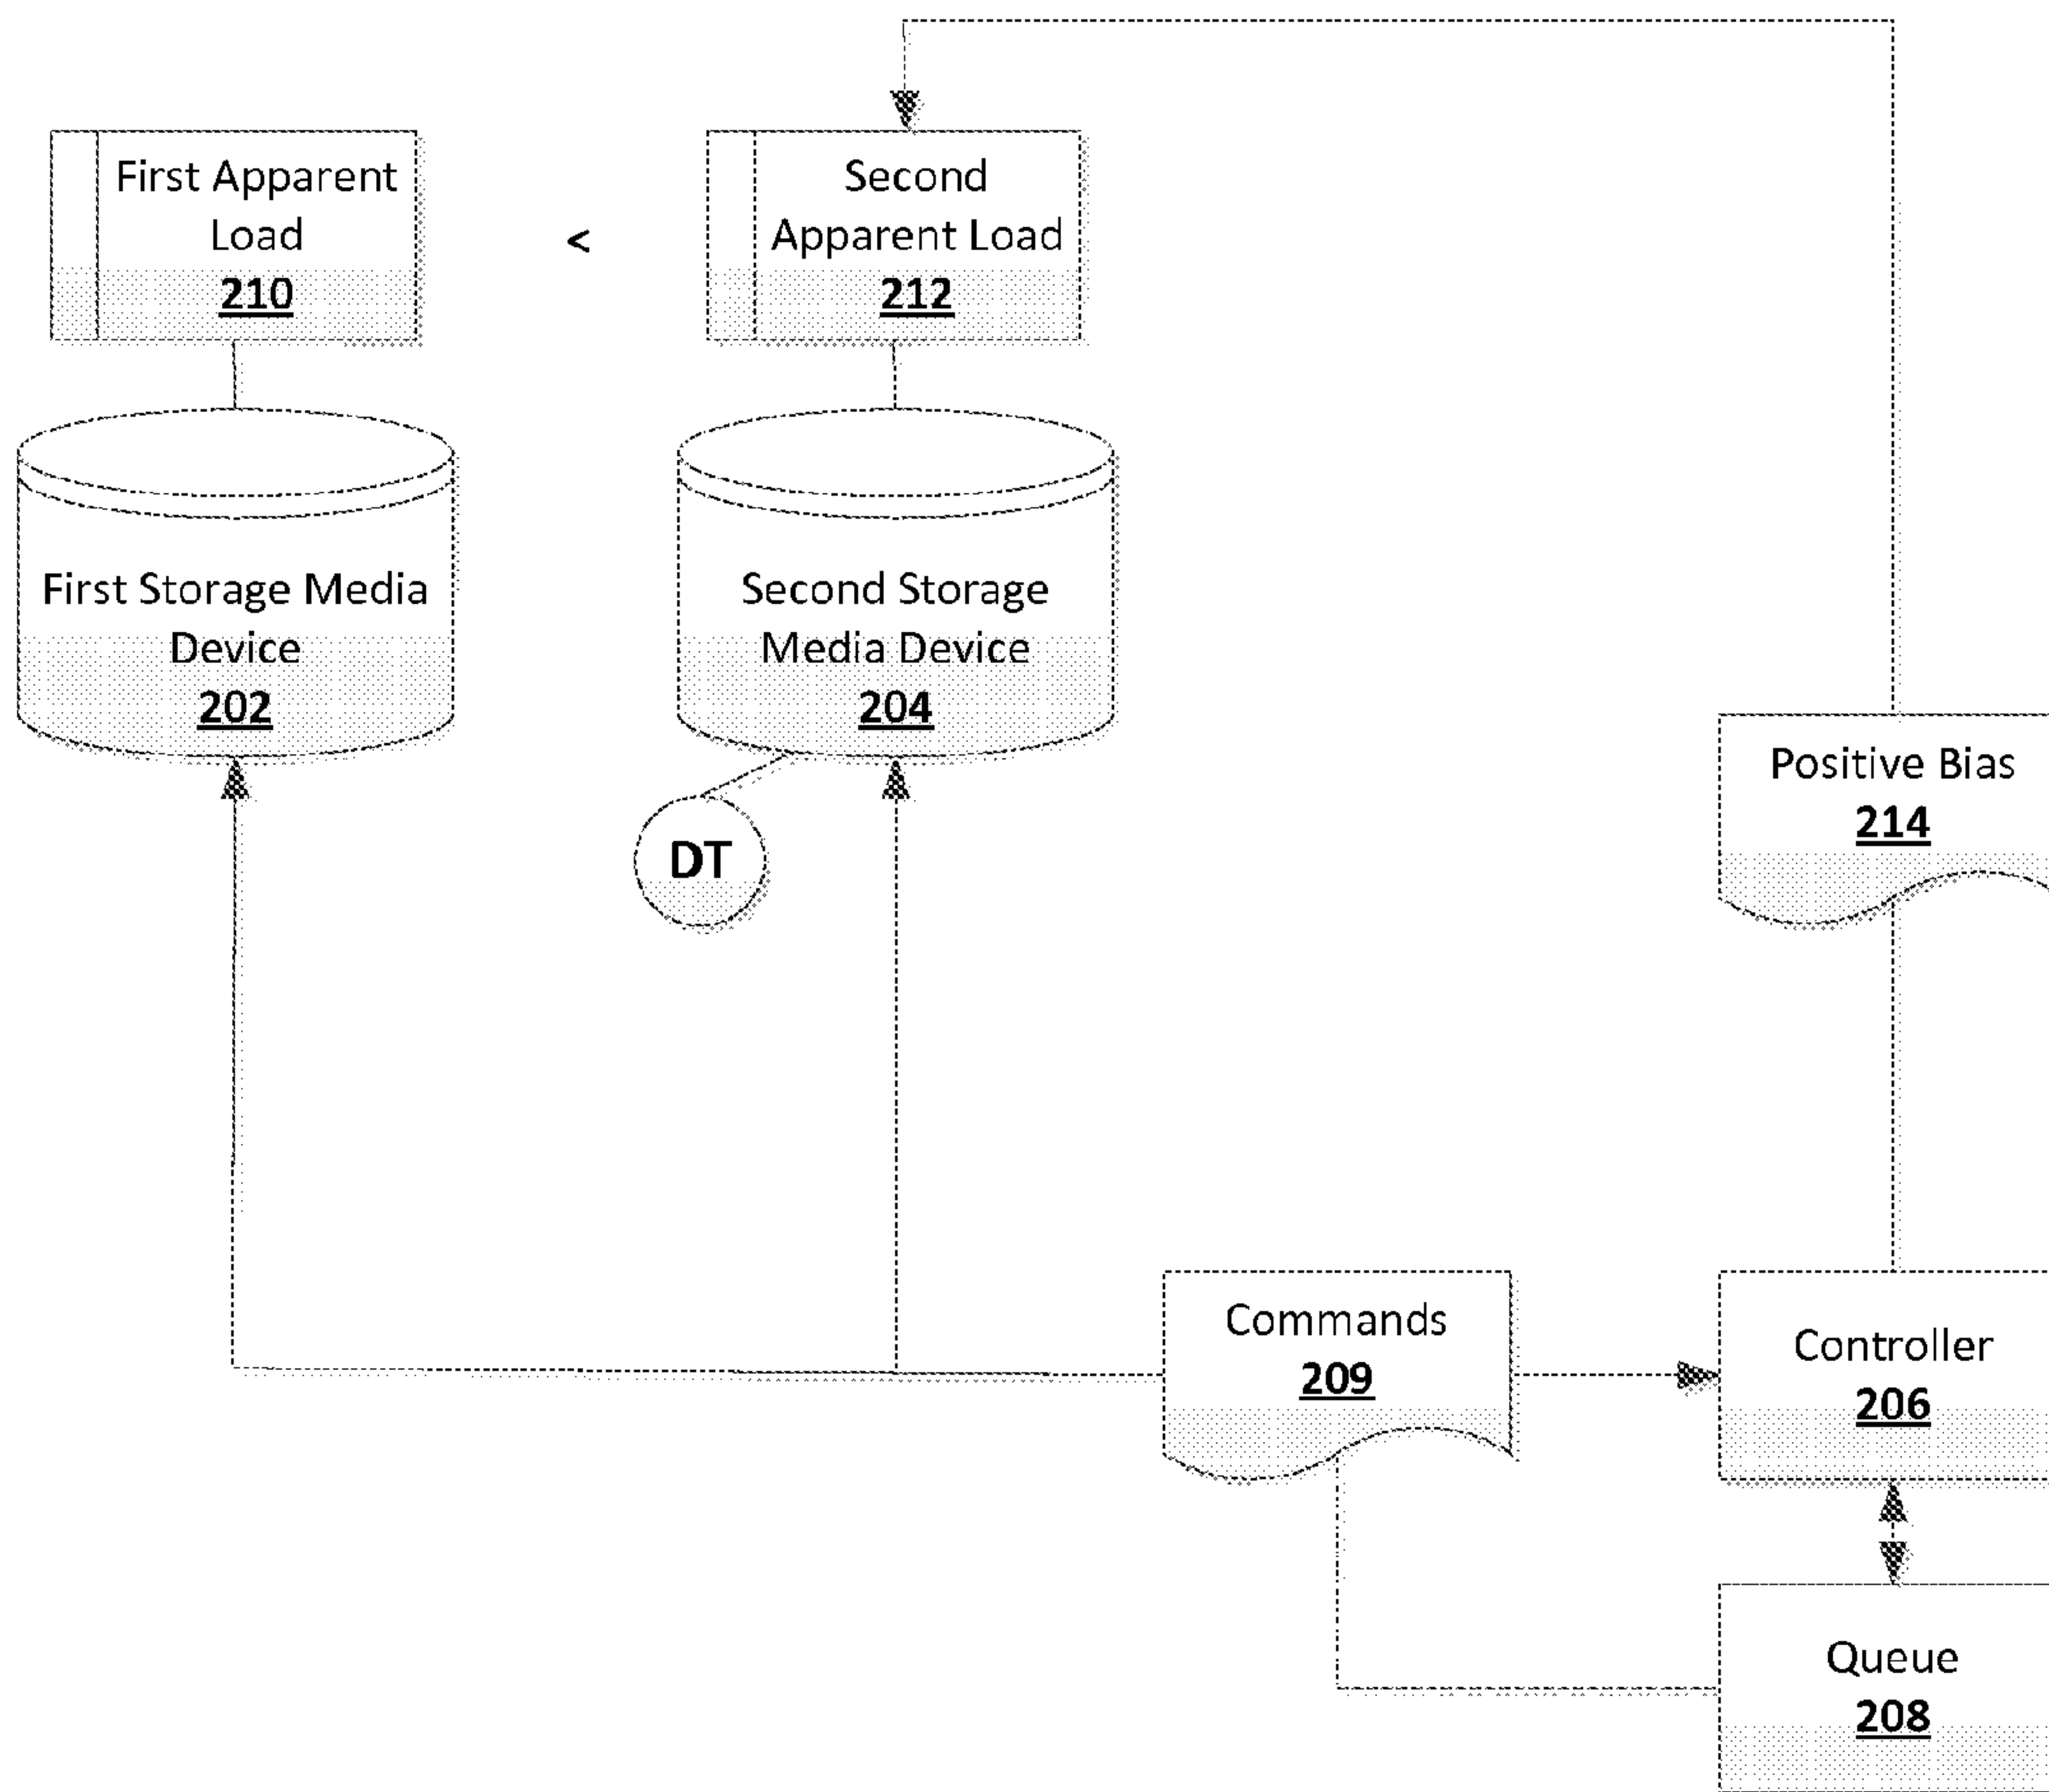 First Apparent
Load
210
<
Second
Apparent Load
212
First Storage Media
Device
202
Second Storage
Media Device
204
DT
Positive Bias
214
Commands
209
Controller
206
Queue
208